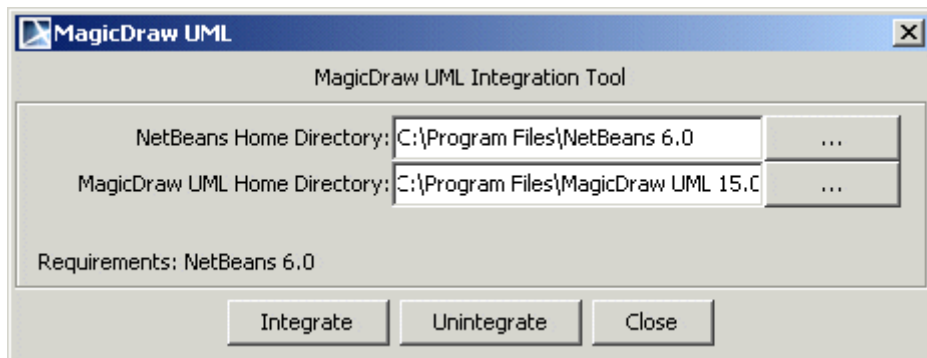 MagicDraw UML
MagicDraw UML Integration Tool
NetBeans Home Directory: C:\Program Files\NetBeans 6.0 ...
MagicDraw UML Home Directory: C:\Program Files\MagicDraw UML 15.0 ...
Requirements: NetBeans 6.0
Integrate Unintegrate Close